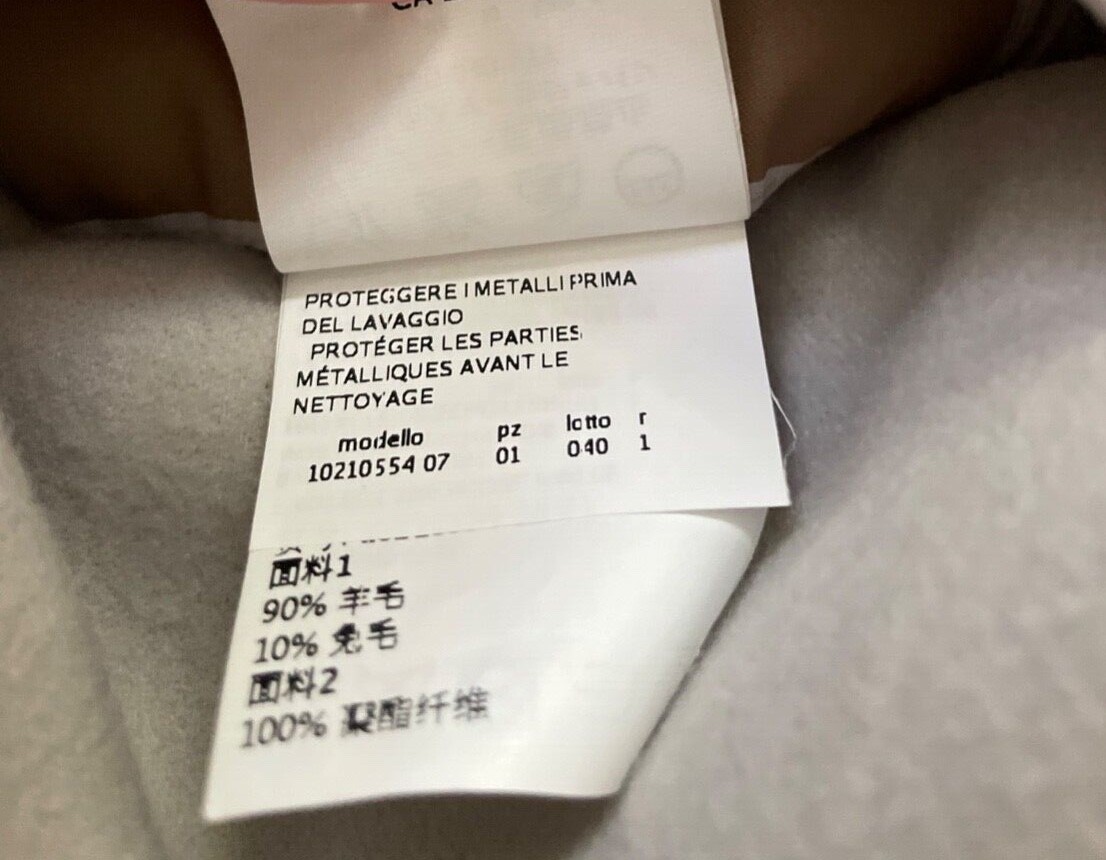 PROTEGGERE I METALLI PRIMA
DEL LAVAGGIO
PROTÉGER LES PARTIES
MÉTALLIQUES AVANT LE
NETTOYAGE
modello pz lotto r
10210554 07 01 040 1
面料1
90% 羊毛
10% 兔毛
面料2
100% 聚酯纤维